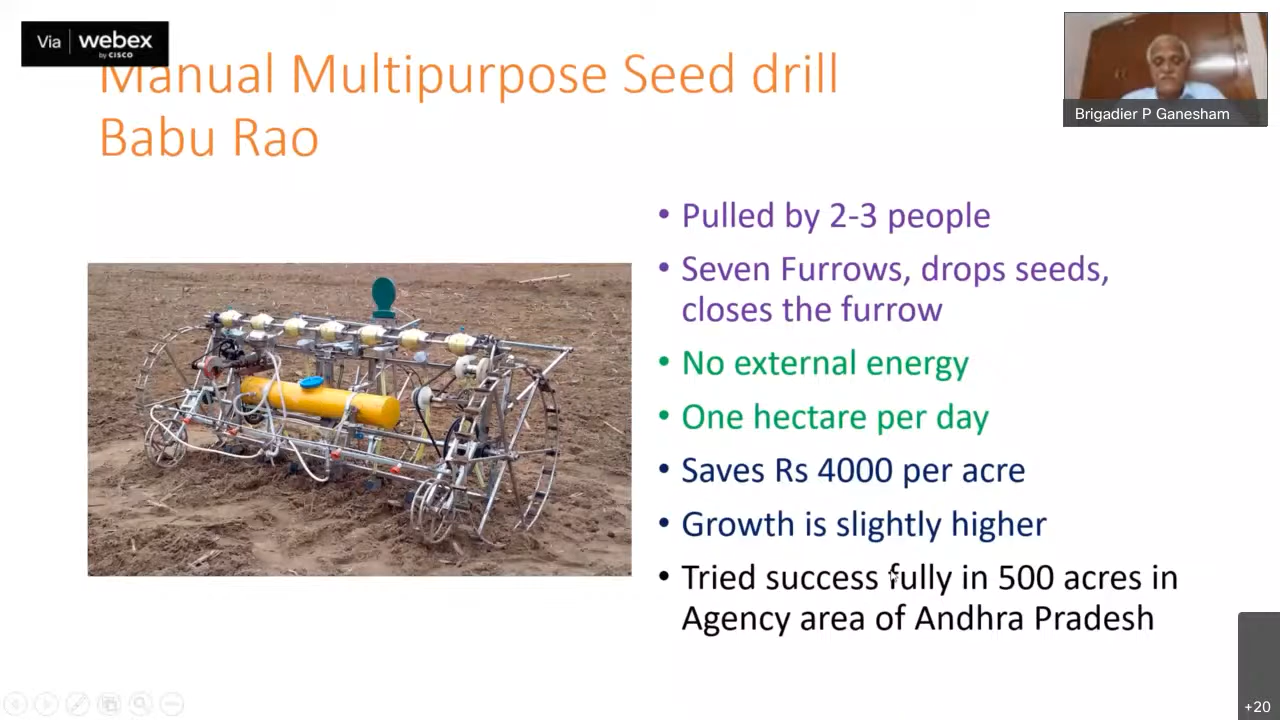 Via webex
by CISCO
Manual Multipurpose Seed drill
Babu Rao
Brigadier P Ganesham
• Pulled by 2-3 people
• Seven Furrows, drops seeds,
closes the furrow
• No external energy
• One hectare per day
• Saves Rs 4000 per acre
• Growth is slightly higher
• Tried success fully in 500 acres in
Agency area of Andhra Pradesh
+20